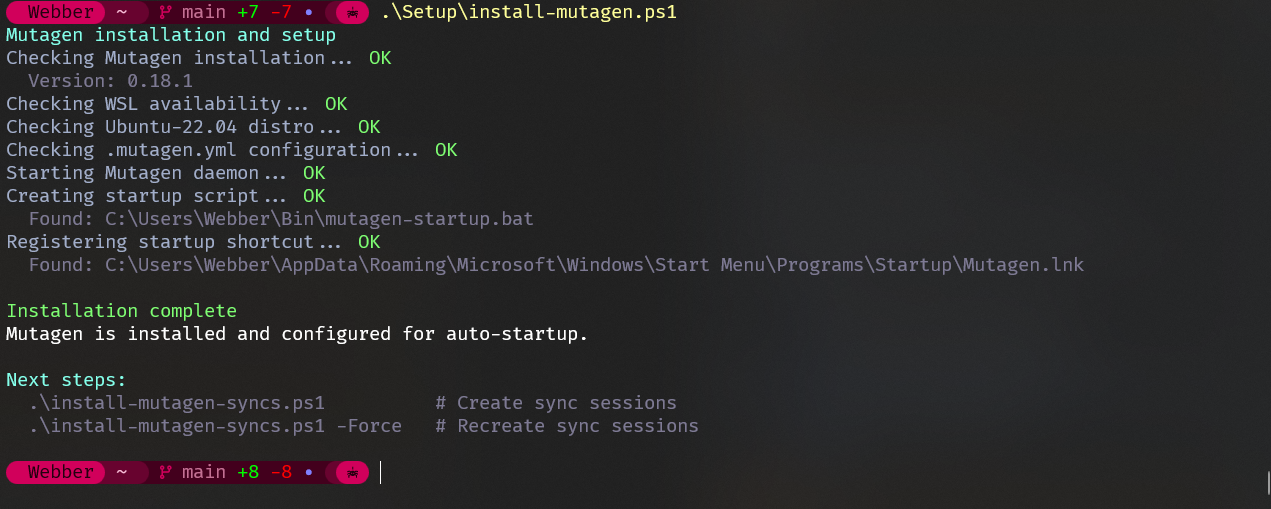 Webber ~ main +7 -7 • .\Setup\install-mutagen.ps1
Mutagen installation and setup
Checking Mutagen installation... OK
Version: 0.18.1
Checking WSL availability... OK
Checking Ubuntu-22.04 distro... OK
Checking .mutagen.yml configuration... OK
Starting Mutagen daemon... OK
Creating startup script... OK
Found: C:\Users\Webber\Bin\mutagen-startup.bat
Registering startup shortcut... OK
Found: C:\Users\Webber\AppData\Roaming\Microsoft\Windows\Start Menu\Programs\Startup\Mutagen.lnk
Installation complete
Mutagen is installed and configured for auto-startup.
Next steps:
.\install-mutagen-syncs.ps1 # Create sync sessions
.\install-mutagen-syncs.ps1 -Force # Recreate sync sessions
Webber ~ main +8 -8 •